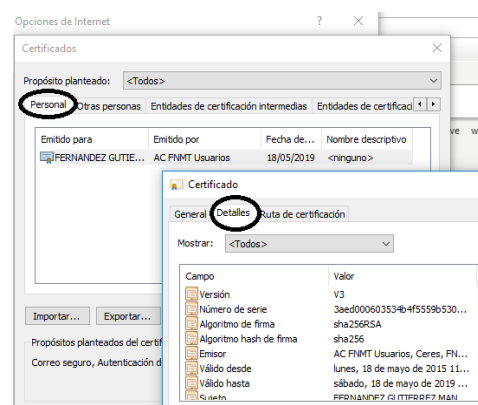 Opciones de Internet ? ×
Certificados ×
Propósito planteado: <Todos>
Personal Otras personas Entidades de certificación intermedias Entidades de certificad
Emitido para Emitido por Fecha de... Nombre descriptivo
FERNANDEZ GUTIE... AC FNMT Usuarios 18/05/2019 <ninguno>
Certificado
General Detalles Ruta de certificación
Mostrar: <Todos>
Campo Valor
Versión V3
Número de serie 3aed000603534b4f5559b530...
Algoritmo de firma sha256RSA
Algoritmo hash de firma sha256
Emisor AC FNMT Usuarios, Ceres, FN...
Válido desde lunes, 18 de mayo de 2015 11...
Válido hasta sábado, 18 de mayo de 2019 ...
Sujeto FERNANDEZ GUTIERREZ MAN
Importar... Exportar...
Propósitos planteados del certif
Correo seguro, Autenticación d